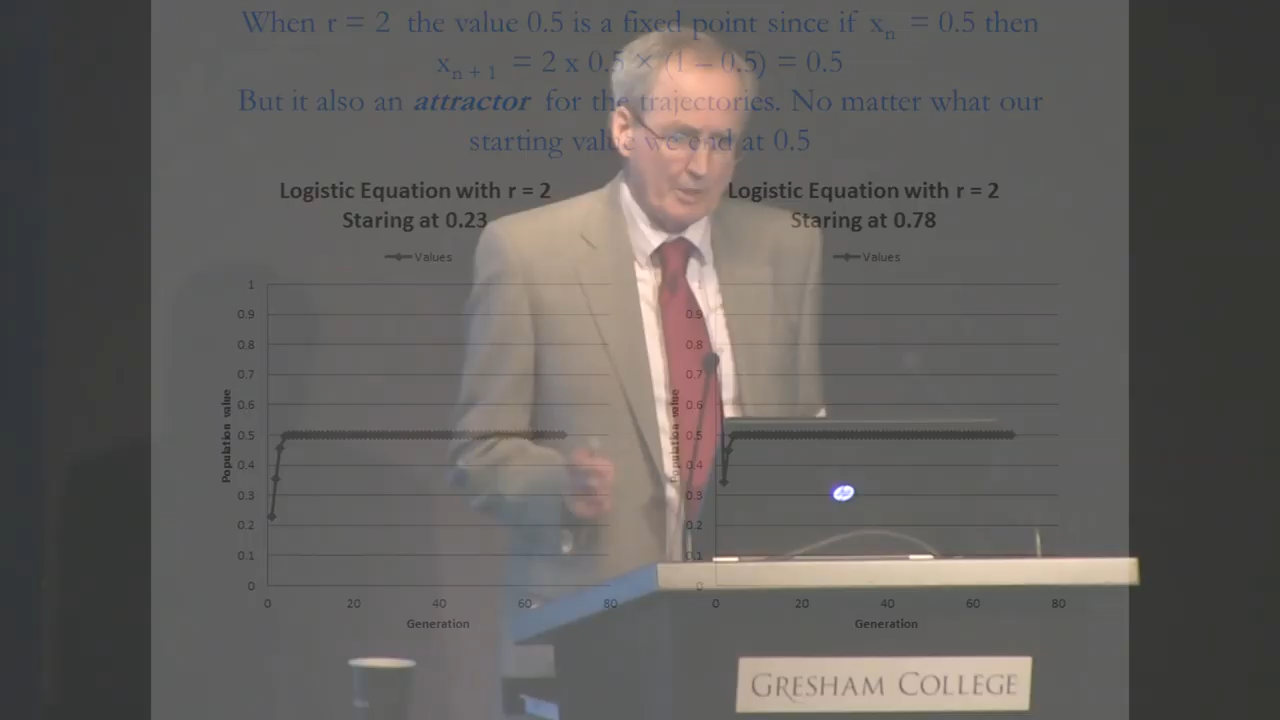 When r = 2 the value 0.5 is a fixed point since if xₙ = 0.5 then
xₙ ₊ ₁ = 2 x 0.5 × (1 – 0.5) = 0.5
But it also an attractor for the trajectories. No matter what our
starting value we end at 0.5
Logistic Equation with r = 2
Staring at 0.23
Values
1
0.9
0.8
0.7
0.6
0.5
0.4
0.3
0.2
0.1
0
Population value
0 20 40 60 80
Generation
Logistic Equation with r = 2
Staring at 0.78
Values
1
0.9
0.8
0.7
0.6
0.5
0.4
0.3
0.2
0.1
0
Population value
0 20 40 60 80
Generation
hp
GRESHAM COLLEGE